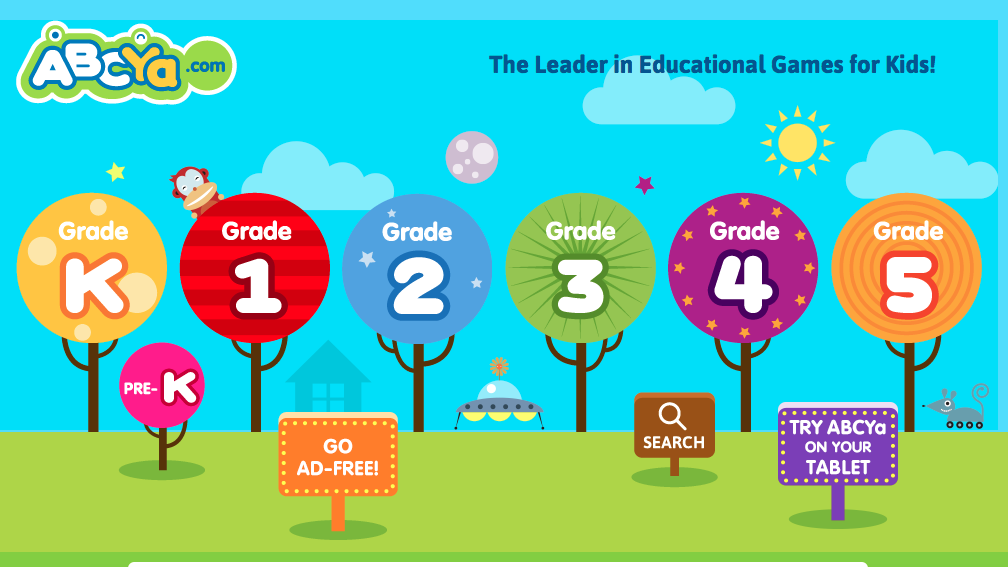 ABCYa.com
The Leader in Educational Games for Kids!
Grade
K
Grade
1
Grade
2
Grade
3
Grade
4
Grade
5
PRE-K
GO
AD-FREE!
SEARCH
TRY ABCYa
ON YOUR
TABLET